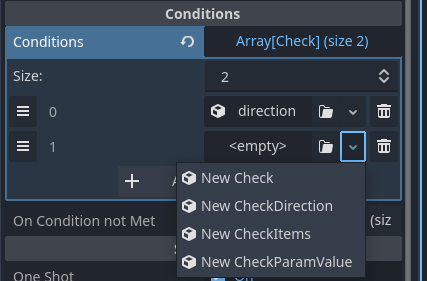 Conditions
Conditions Array[Check] (size 2)
Size: 2
0 direction
1 <empty>
New Check
New CheckDirection
New CheckItems
New CheckParamValue
On Condition not Met (siz
One Shot On